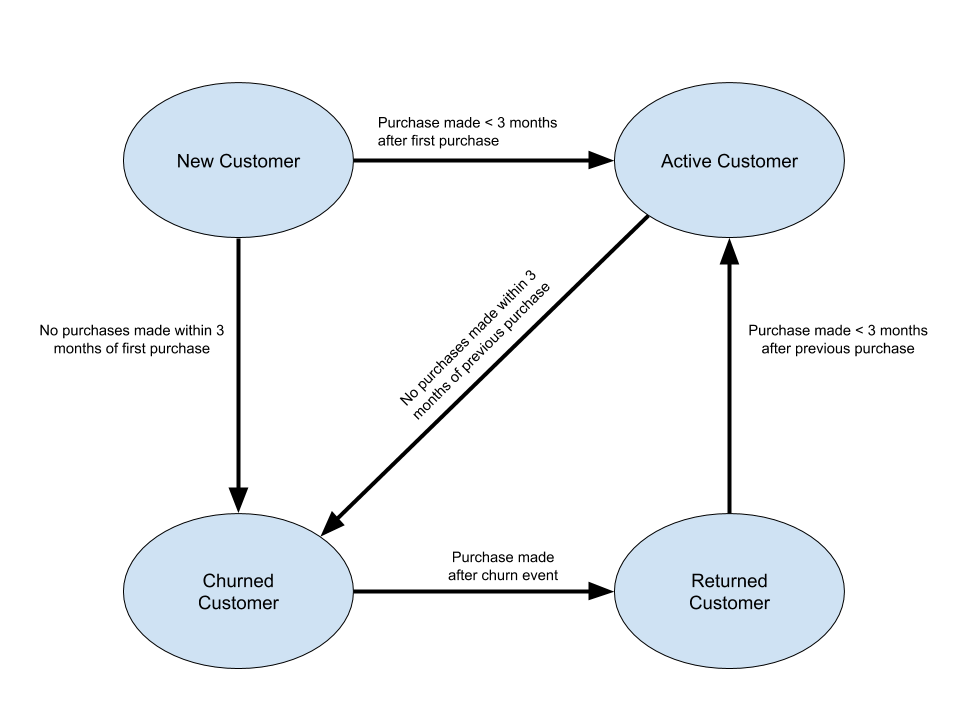 Purchase made < 3 months
after first purchase
New Customer
Active Customer
No purchases made within 3
months of first purchase
No purchases made within 3
months of previous purchase
Purchase made < 3 months
after previous purchase
Purchase made
after churn event
Churned
Customer
Returned
Customer